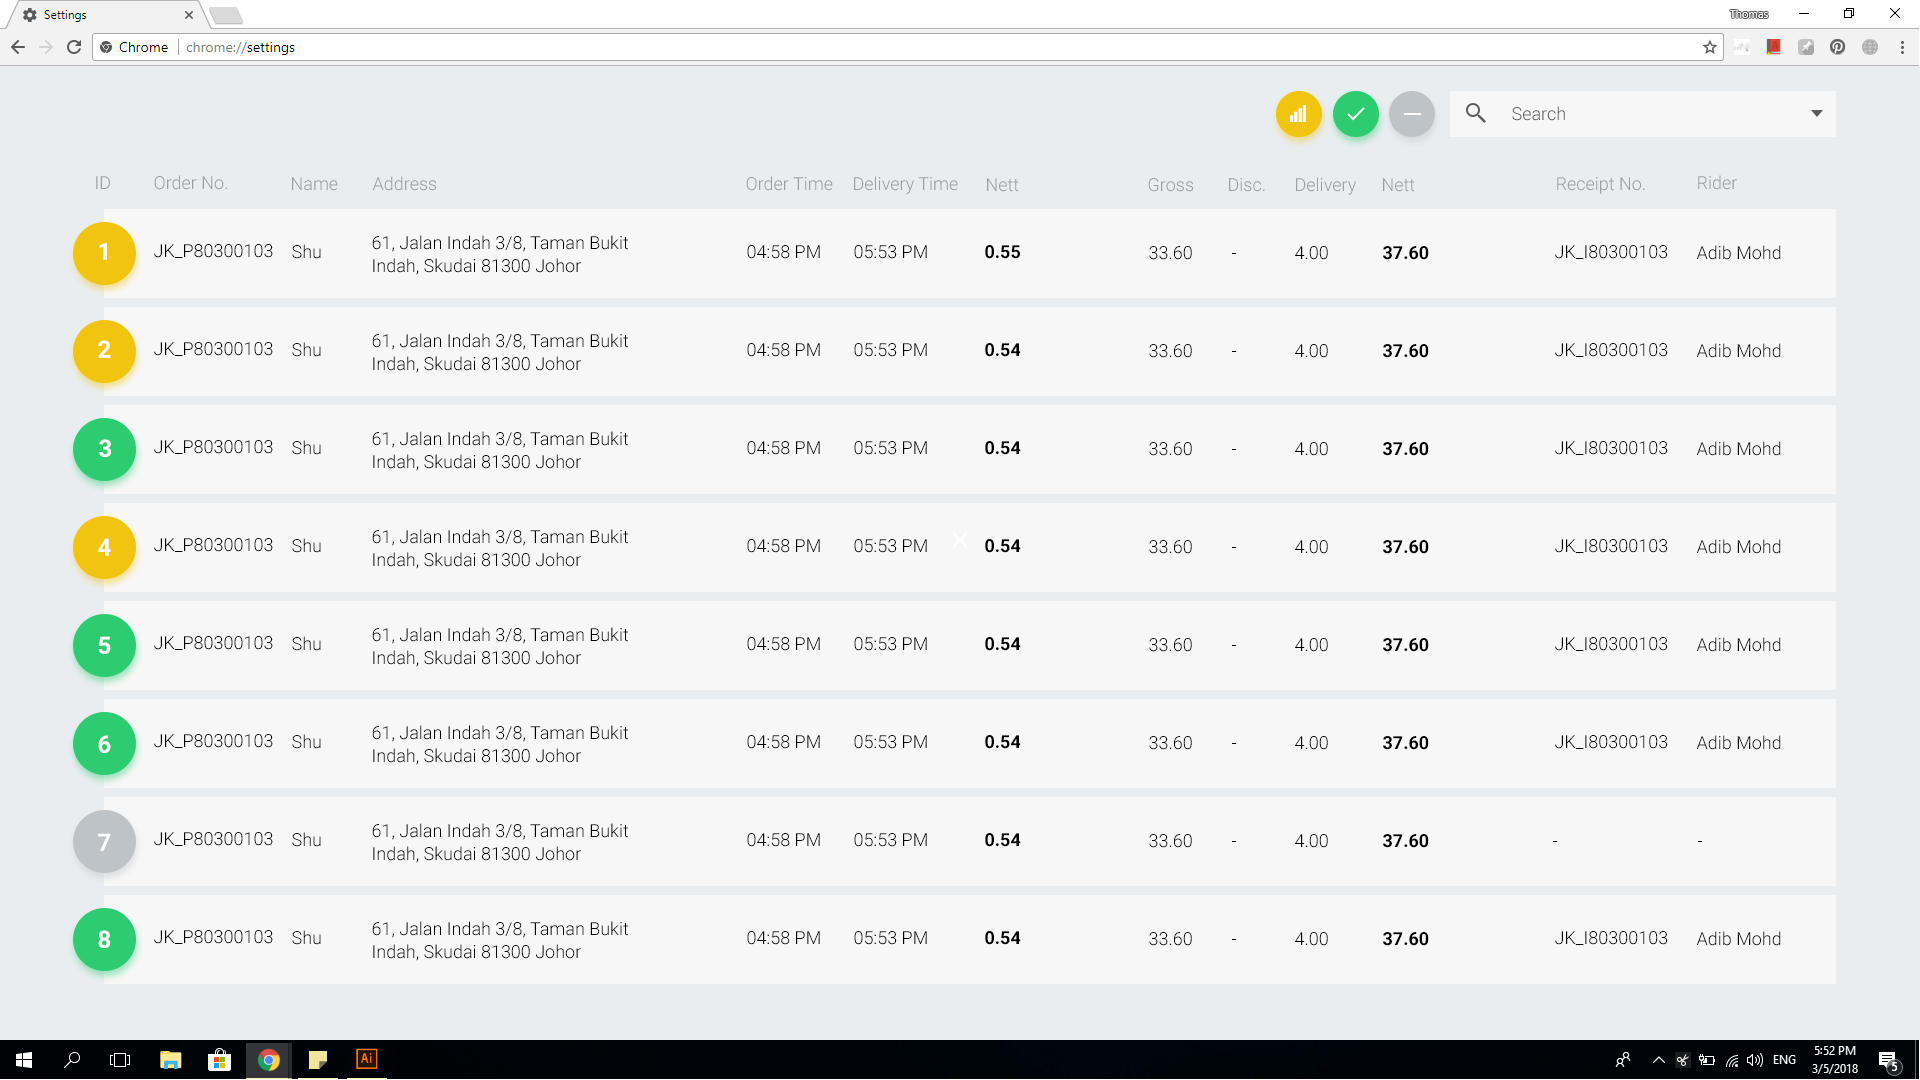 Settings
Thomas
Chrome chrome://settings
Search
ID Order No. Name Address Order Time Delivery Time Nett Gross Disc. Delivery Nett Receipt No. Rider
1 JK_P80300103 Shu 61, Jalan Indah 3/8, Taman Bukit 04:58 PM 05:53 PM 0.55 33.60 - 4.00 37.60 JK_I80300103 Adib Mohd
Indah, Skudai 81300 Johor
2 JK_P80300103 Shu 61, Jalan Indah 3/8, Taman Bukit 04:58 PM 05:53 PM 0.54 33.60 - 4.00 37.60 JK_I80300103 Adib Mohd
Indah, Skudai 81300 Johor
3 JK_P80300103 Shu 61, Jalan Indah 3/8, Taman Bukit 04:58 PM 05:53 PM 0.54 33.60 - 4.00 37.60 JK_I80300103 Adib Mohd
Indah, Skudai 81300 Johor
4 JK_P80300103 Shu 61, Jalan Indah 3/8, Taman Bukit 04:58 PM 05:53 PM 0.54 33.60 - 4.00 37.60 JK_I80300103 Adib Mohd
Indah, Skudai 81300 Johor
5 JK_P80300103 Shu 61, Jalan Indah 3/8, Taman Bukit 04:58 PM 05:53 PM 0.54 33.60 - 4.00 37.60 JK_I80300103 Adib Mohd
Indah, Skudai 81300 Johor
6 JK_P80300103 Shu 61, Jalan Indah 3/8, Taman Bukit 04:58 PM 05:53 PM 0.54 33.60 - 4.00 37.60 JK_I80300103 Adib Mohd
Indah, Skudai 81300 Johor
7 JK_P80300103 Shu 61, Jalan Indah 3/8, Taman Bukit 04:58 PM 05:53 PM 0.54 33.60 - 4.00 37.60 - -
Indah, Skudai 81300 Johor
8 JK_P80300103 Shu 61, Jalan Indah 3/8, Taman Bukit 04:58 PM 05:53 PM 0.54 33.60 - 4.00 37.60 JK_I80300103 Adib Mohd
Indah, Skudai 81300 Johor
Ai
ENG
5:52 PM
3/5/2018
5